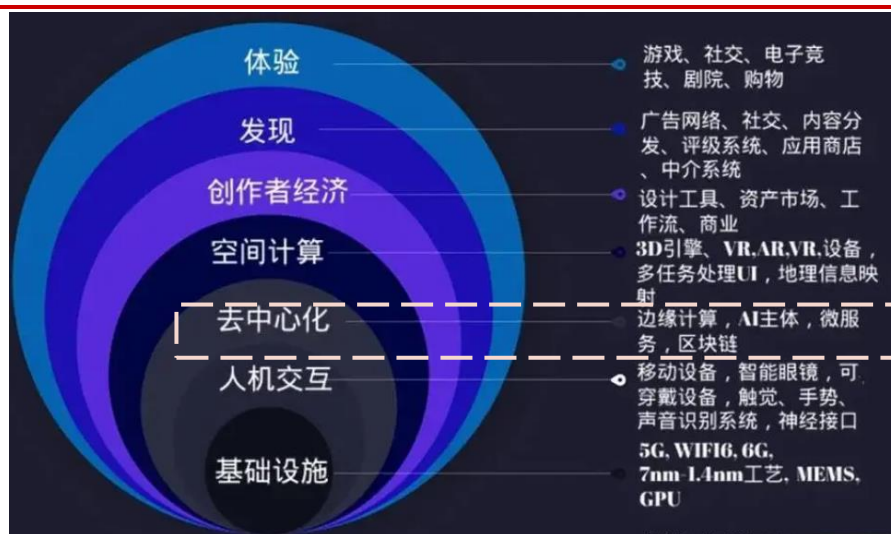 体验
游戏、社交、电子竞
技、剧院、购物
发现
广告网络、社交、内容分
发、评级系统、应用商店
、中介系统
创作者经济
设计工具、资产市场、工
作流、商业
空间计算
3D引擎、VR,AR,VR,设备，
多任务处理UI，地理信息映
射
去中心化
边缘计算，AI主体，微服
务，区块链
人机交互
移动设备，智能眼镜，可
穿戴设备，触觉、手势、
声音识别系统，神经接口
基础设施
5G, WIFI6, 6G,
7nm-1.4nm工艺, MEMS,
GPU